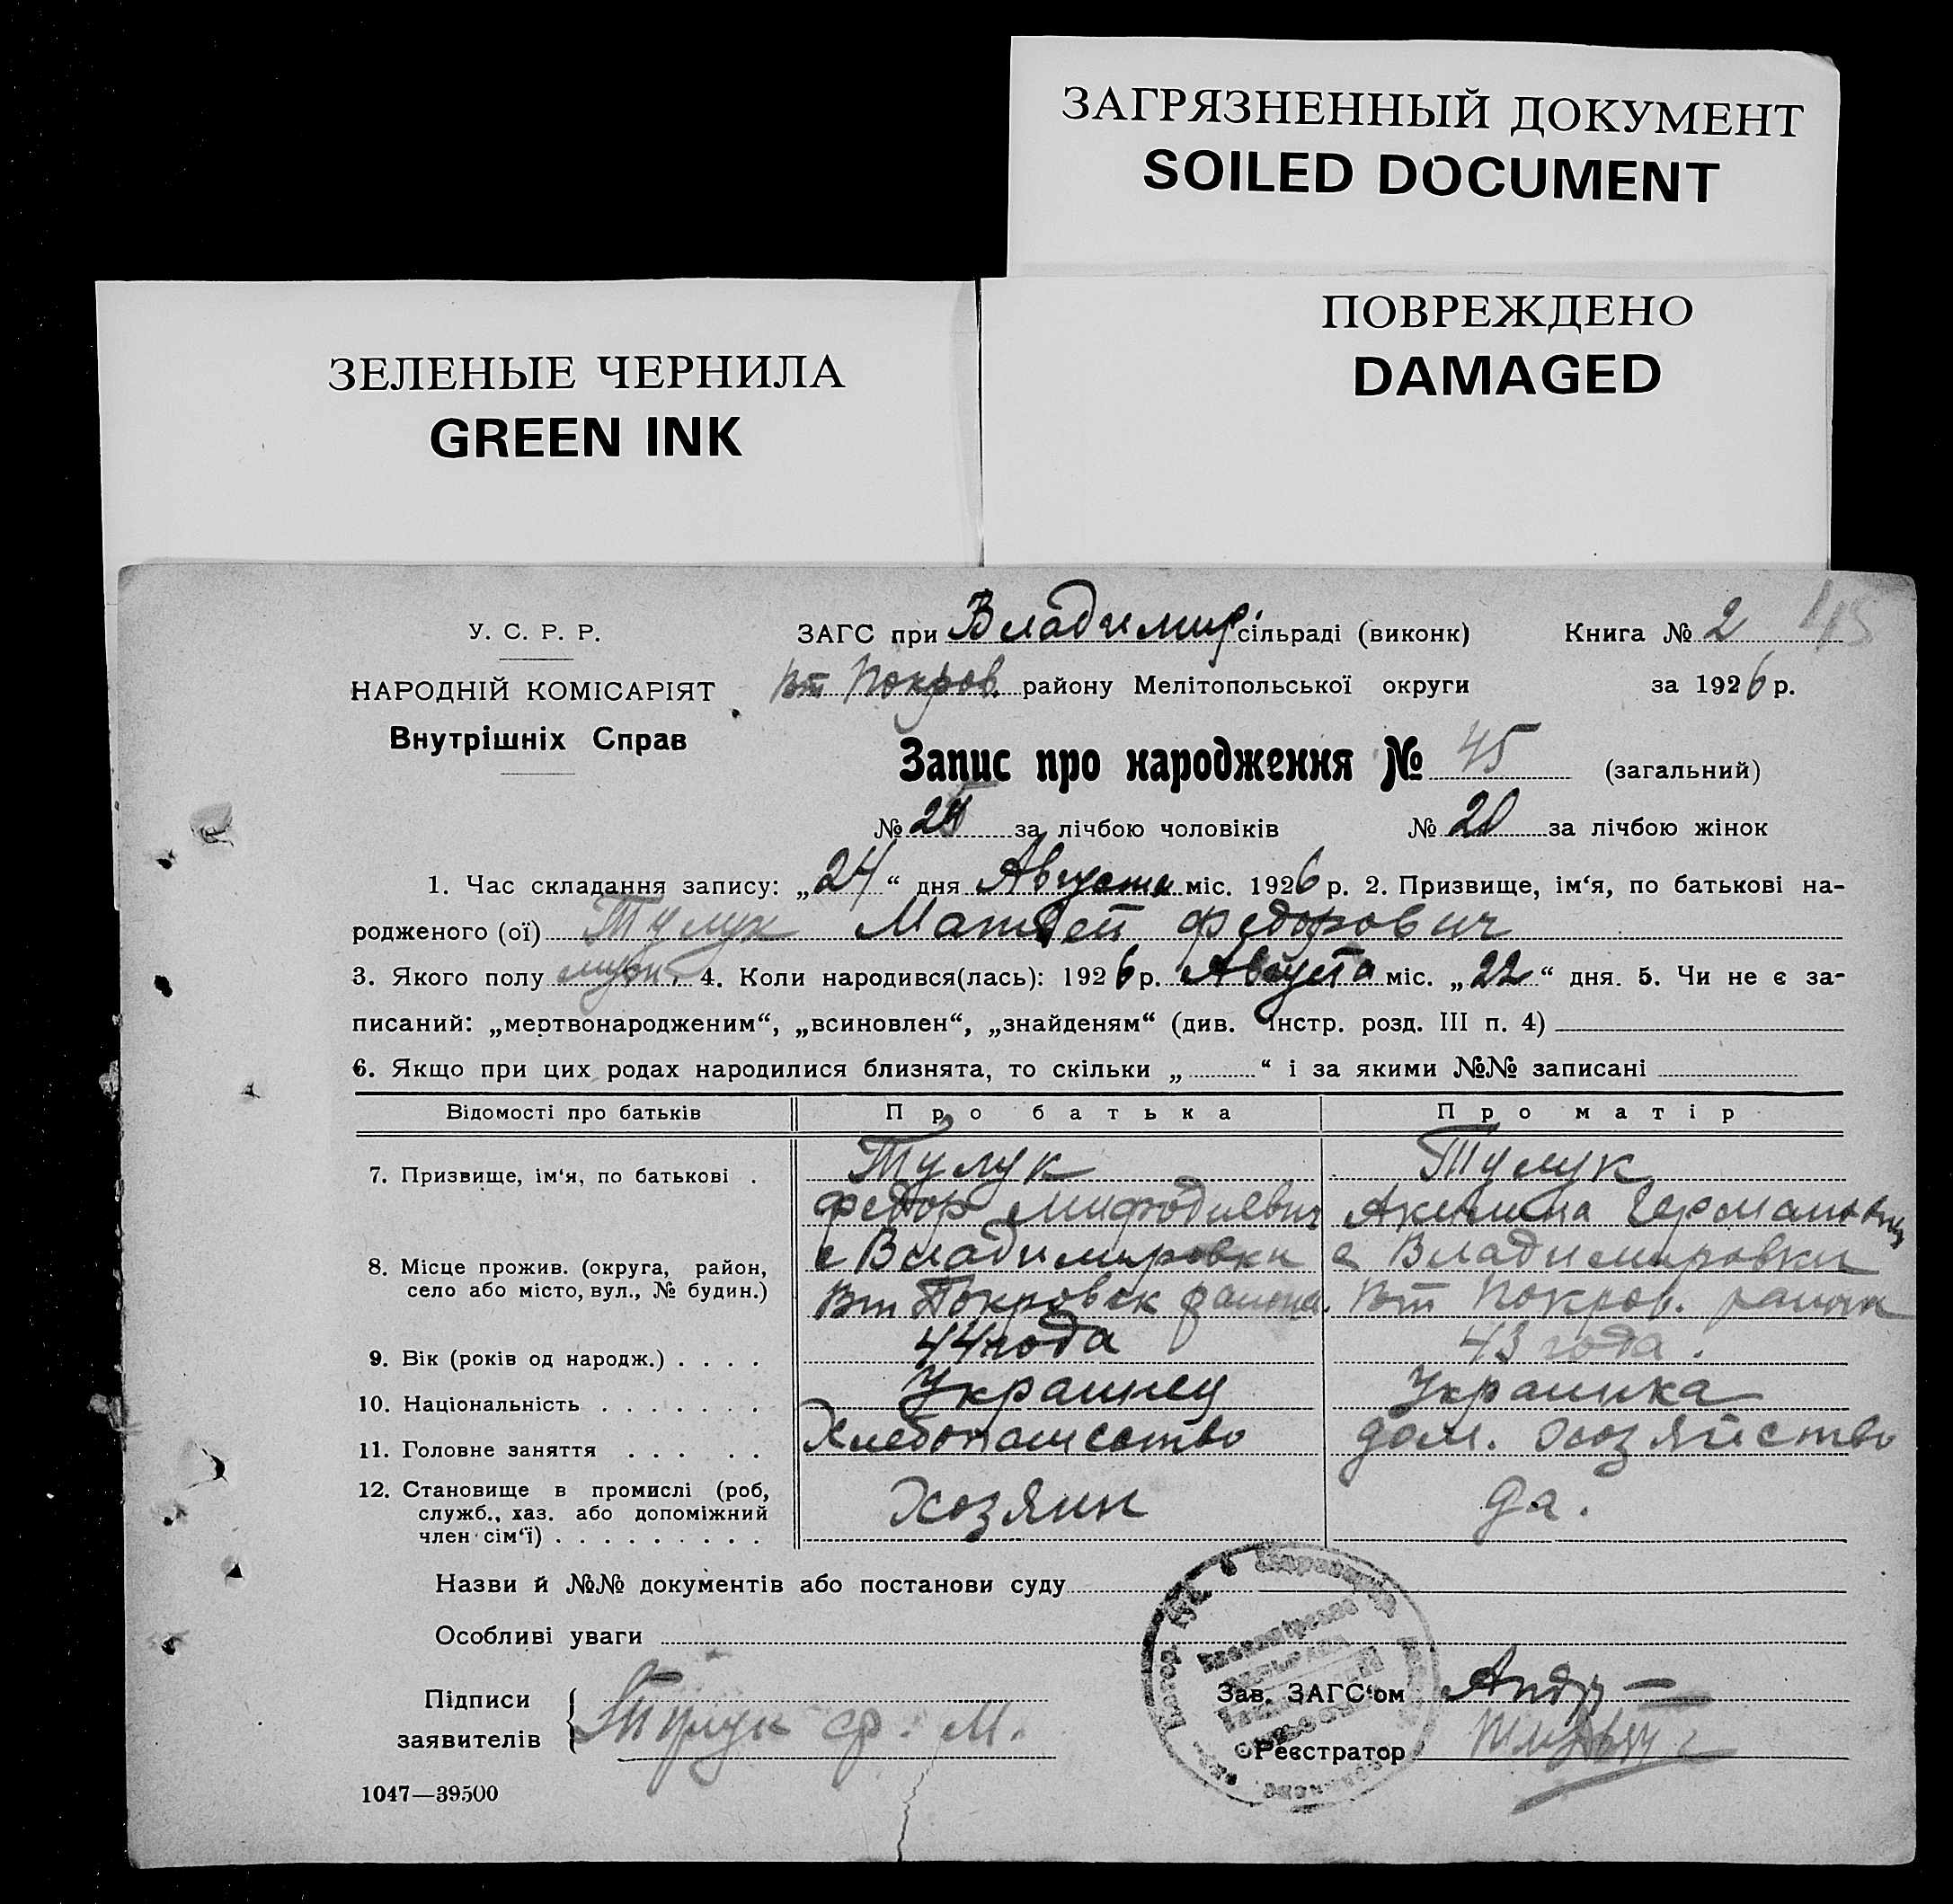 ЗАГРЯЗНЕННЫЙ ДОКУМЕНТ
SOILED DOCUMENT
ПОВРЕЖДЕНО
DAMAGED
ЗЕЛЕНЫЕ ЧЕРНИЛА
GREEN INK
У. С. Р. Р.
НАРОДНІЙ КОМІСАРІЯТ
Внутрішніх Справ
ЗАГС при Владимир. сільраді (виконк) Книга № 2
Вт Покров. району Мелітопольської округи за 1926 р.
Запис про народження № 45 (загальний)
№ 25 за лічбою чоловіків № 20 за лічбою жінок
1. Час складання запису: „24“ дня Августа міс. 1926 р. 2. Призвище, ім‘я, по батькові на-
родженого (ої) Тулук Матвей Федорович
3. Якого полу муж. 4. Коли народився(лась): 1926 р. Августа міс. „22“ дня. 5. Чи не є за-
писаний: „мертвонародженим“, „всиновлен“, „знайденям“ (див. Інстр. розд. III п. 4)
6. Якщо при цих родах народилися близнята, то скільки „ “ і за якими №№ записані
Відомості про батьків Про батька Про матір
7. Призвище, ім‘я, по батькові . Тулук Тулук
Федор Мифодиевич Акилина Германовна
8. Місце прожив. (округа, район, с Владимировки с Владимировки
село або місто, вул., № будин.) Вт Покровск района. Вт Покров. района
9. Вік (років од народж.) . . . . 44 года 43 года.
10. Національність . . . . . . . Украинец Украинка
11. Головне заняття . . . . . Хлебопашество дом. хозяйство
12. Становище в промислі (роб,
служб., хаз. або допоміжний Хозяин да.
член сім‘ї) . . . . . . . . .
Назви й №№ документів або постанови суду
Особливі уваги
Підписи
заявителів Тулук Ф. М.
Зав. ЗАГС‘ом
Реєстратор
1047—39500